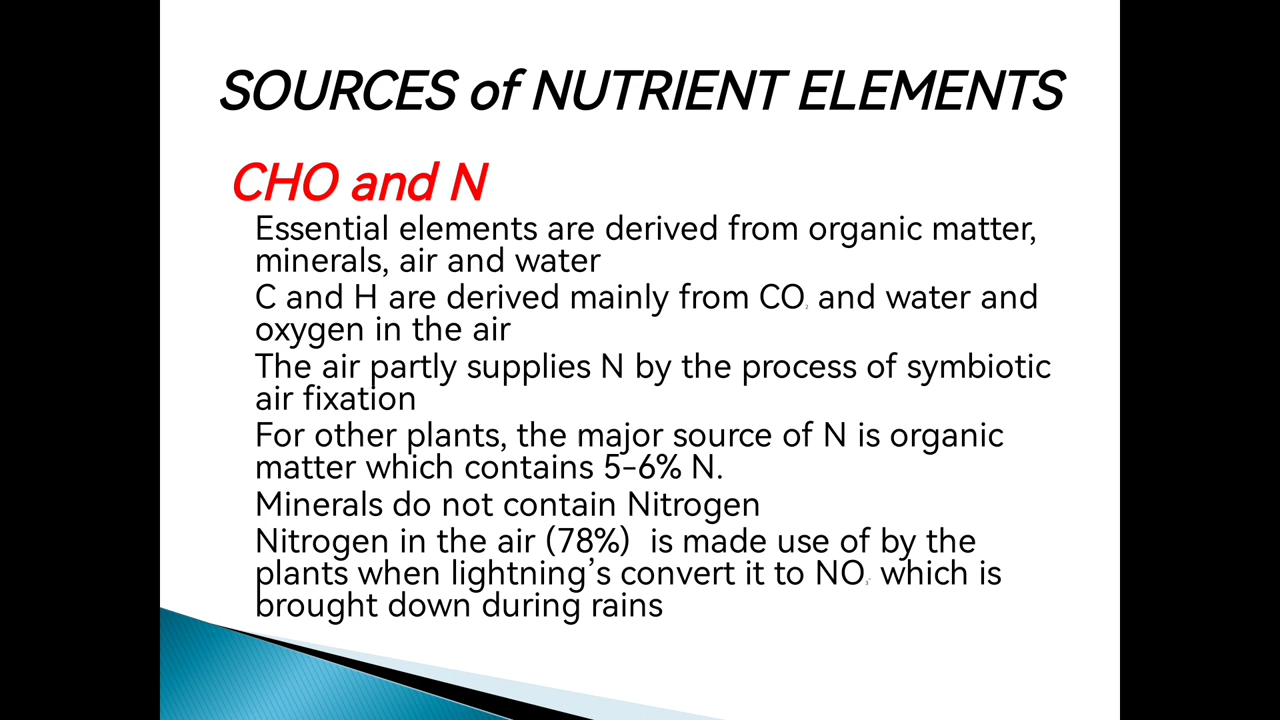 SOURCES of NUTRIENT ELEMENTS
CHO and N
Essential elements are derived from organic matter,
minerals, air and water
C and H are derived mainly from CO₂ and water and
oxygen in the air
The air partly supplies N by the process of symbiotic
air fixation
For other plants, the major source of N is organic
matter which contains 5-6% N.
Minerals do not contain Nitrogen
Nitrogen in the air (78%)  is made use of by the
plants when lightning’s convert it to NO₃⁻ which is
brought down during rains